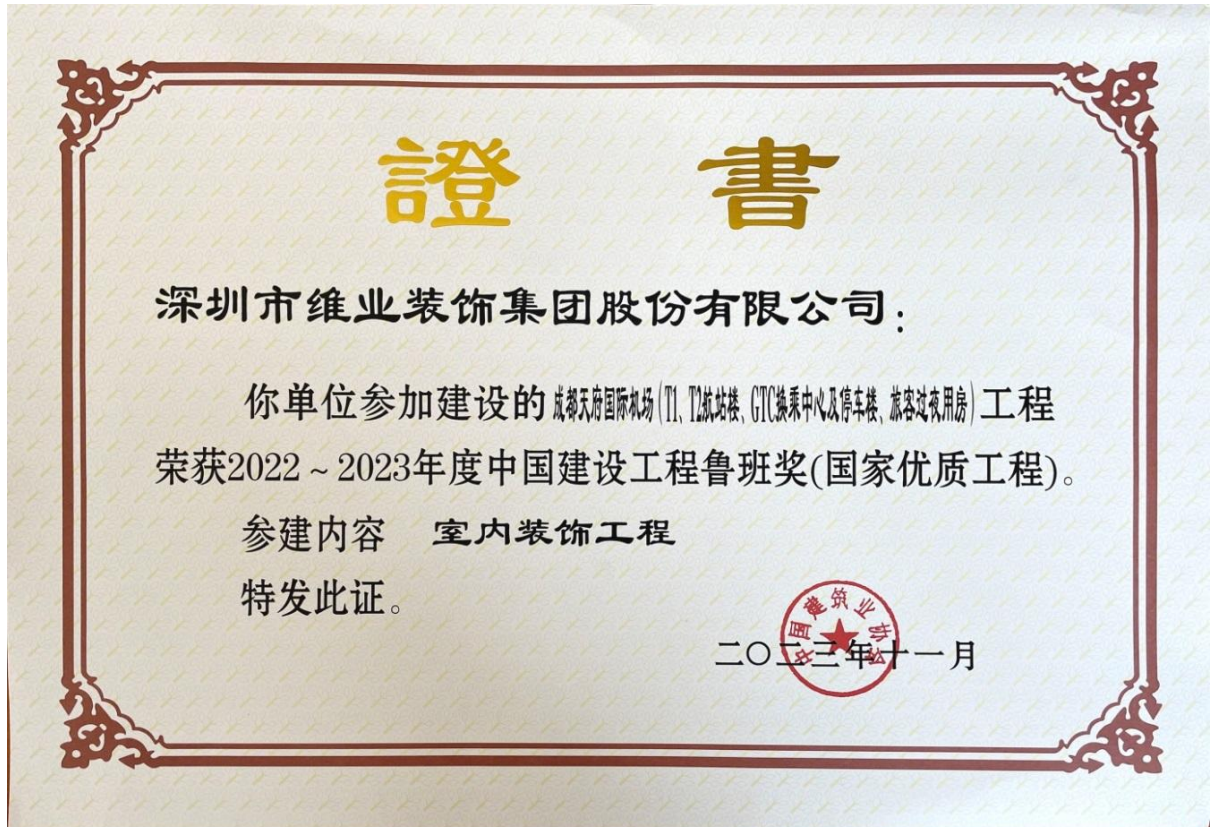 證書
深圳市维业装饰集团股份有限公司：
你单位参加建设的成都天府国际机场(T1、T2航站楼、GTC换乘中心及停车楼、旅客过夜用房)工程
荣获2022～2023年度中国建设工程鲁班奖(国家优质工程)。
参建内容 室内装饰工程
特发此证。
中国建筑业协会
二〇二三年十一月